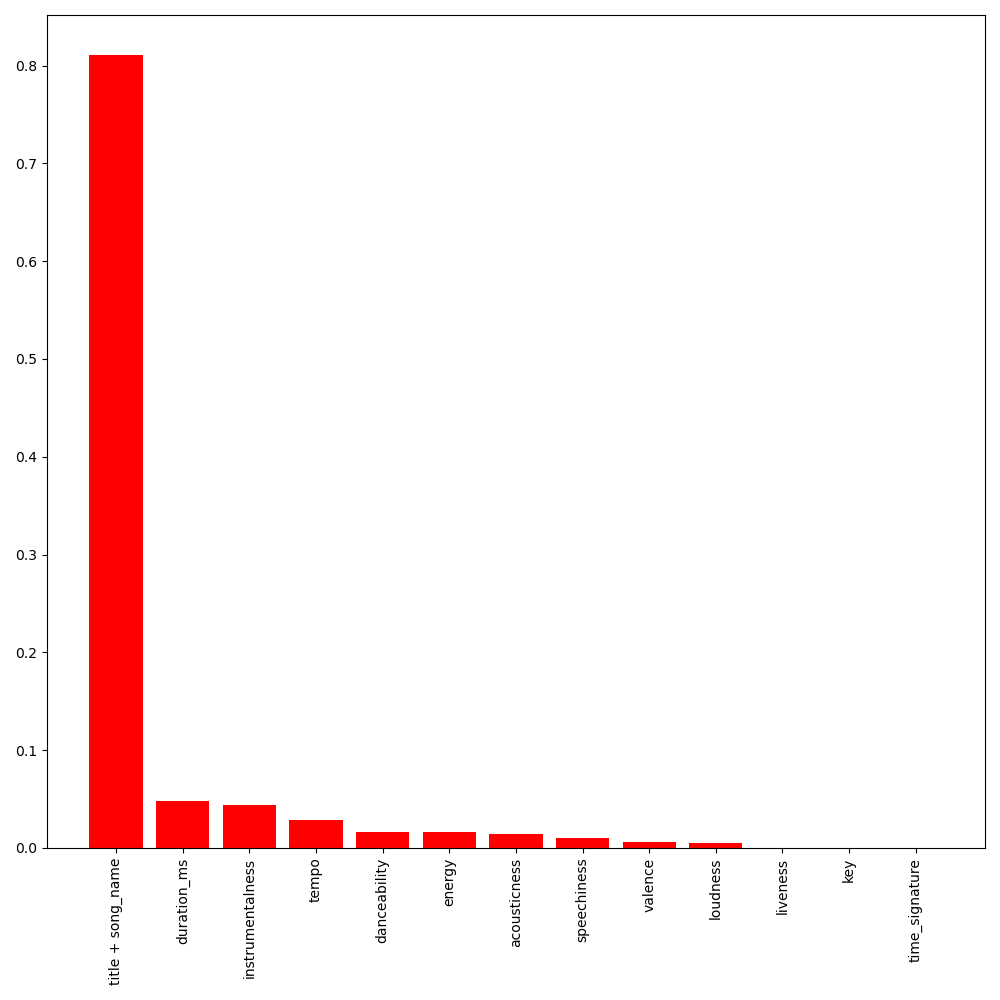 0.8
0.7
0.6
0.5
0.4
0.3
0.2
0.1
0.0
title + song_name
duration_ms
instrumentalness
tempo
danceability
energy
acousticness
speechiness
valence
loudness
liveness
key
time_signature